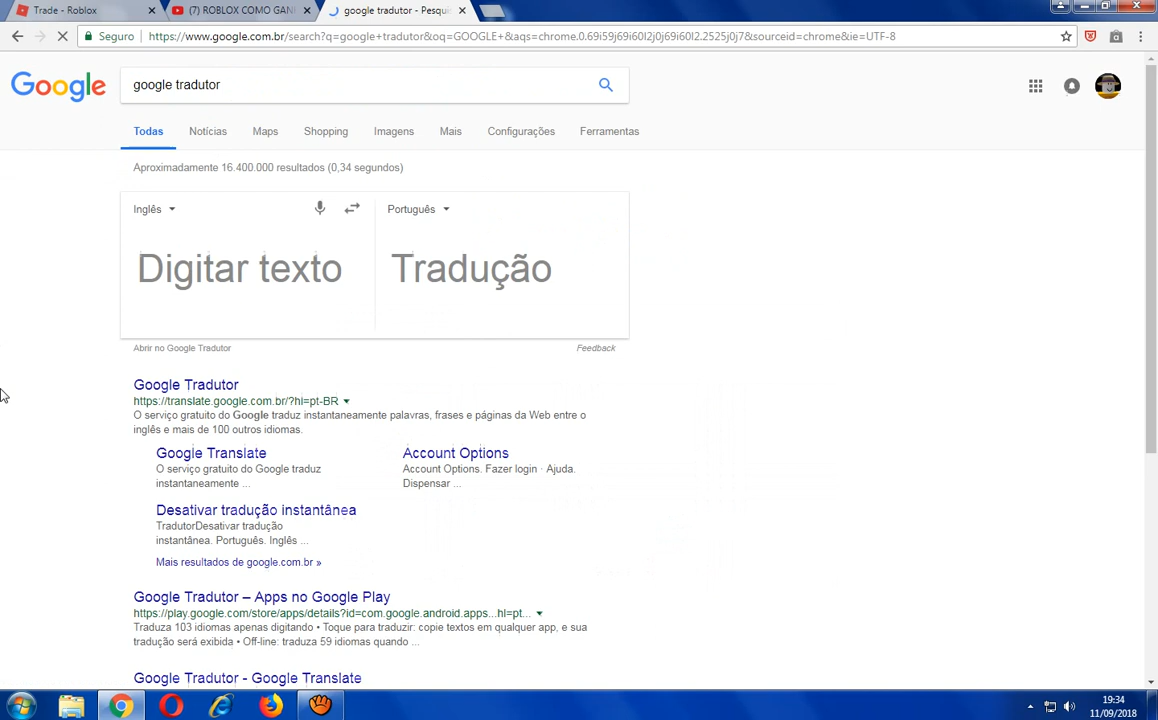 Trade - Roblox
(7) ROBLOX COMO GAN
google tradutor - Pesqui
Seguro
https://www.google.com.br/search?q=google+tradutor&oq=GOOGLE+&aqs=chrome.0.69i59j69i60l2j0j69i60l2.2525j0j7&sourceid=chrome&ie=UTF-8
Google
google tradutor
Todas Notícias Maps Shopping Imagens Mais Configurações Ferramentas
Aproximadamente 16.400.000 resultados (0,34 segundos)
Inglês Português
Digitar texto Tradução
Abrir no Google Tradutor Feedback
Google Tradutor
https://translate.google.com.br/?hl=pt-BR
O serviço gratuito do Google traduz instantaneamente palavras, frases e páginas da Web entre o
inglês e mais de 100 outros idiomas.
Google Translate
O serviço gratuito do Google traduz
instantaneamente ...
Account Options
Account Options. Fazer login · Ajuda.
Dispensar ...
Desativar tradução instantânea
TradutorDesativar tradução
instantânea. Português. Inglês ...
Mais resultados de google.com.br »
Google Tradutor – Apps no Google Play
https://play.google.com/store/apps/details?id=com.google.android.apps...hl=pt...
Traduza 103 idiomas apenas digitando • Toque para traduzir: copie textos em qualquer app, e sua
tradução será exibida • Off-line: traduza 59 idiomas quando ...
Google Tradutor - Google Translate
19:34
11/09/2018